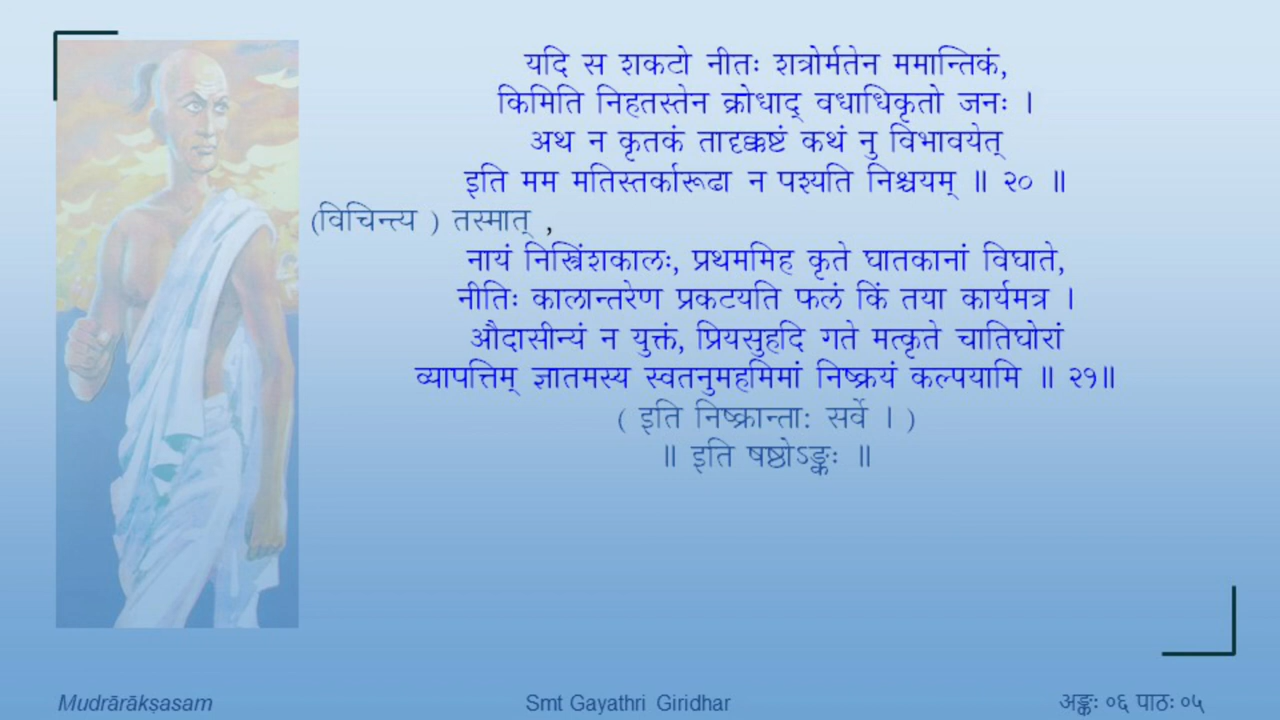 यदि स शकटो नीतः शत्रोर्मतेन ममान्तिकं,
किमिति निहतस्तेन क्रोधाद् वधाधिकृतो जनः ।
अथ न कृतकं तादृक्कष्टं कथं नु विभावयेत्
इति मम मतिस्तर्कारूढा न पश्यति निश्चयम् ॥ २० ॥
(विचिन्त्य ) तस्मात् ,
नायं निस्त्रिंशकालः, प्रथममिह कृते घातकानां विघाते,
नीतिः कालान्तरेण प्रकटयति फलं किं तया कार्यमत्र ।
औदासीन्यं न युक्तं, प्रियसुहृदि गते मत्कृते चातिघोरां
व्यापत्तिम् ज्ञातमस्य स्वतनुमहमिमां निष्क्रयं कल्पयामि ॥ २१॥
( इति निष्क्रान्ताः सर्वे । )
॥ इति षष्ठोऽङ्कः ॥
Mudrārākṣasam
Smt Gayathri Giridhar
अङ्कः ०६ पाठः ०५